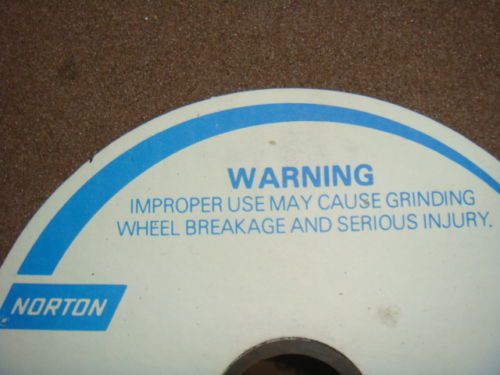 WARNING
IMPROPER USE MAY CAUSE GRINDING
WHEEL BREAKAGE AND SERIOUS INJURY.
NORTON